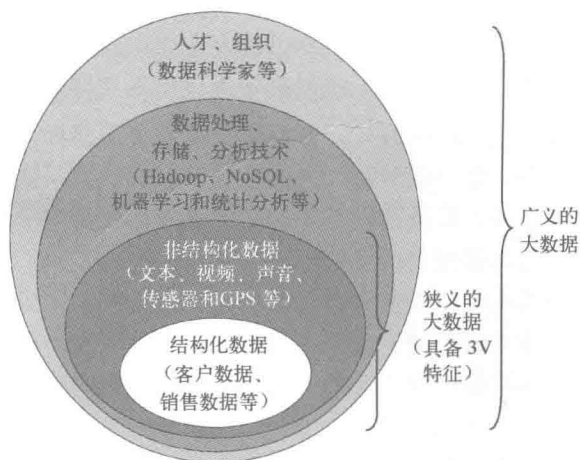 人才、组织
（数据科学家等）
数据处理、
存储、分析技术
（Hadoop、NoSQL、
机器学习和统计分析等）
非结构化数据
（文本、视频、声音、
传感器和GPS 等）
结构化数据
（客户数据、
销售数据等）
狭义的
大数据
（具备 3V
特征）
广义的
大数据